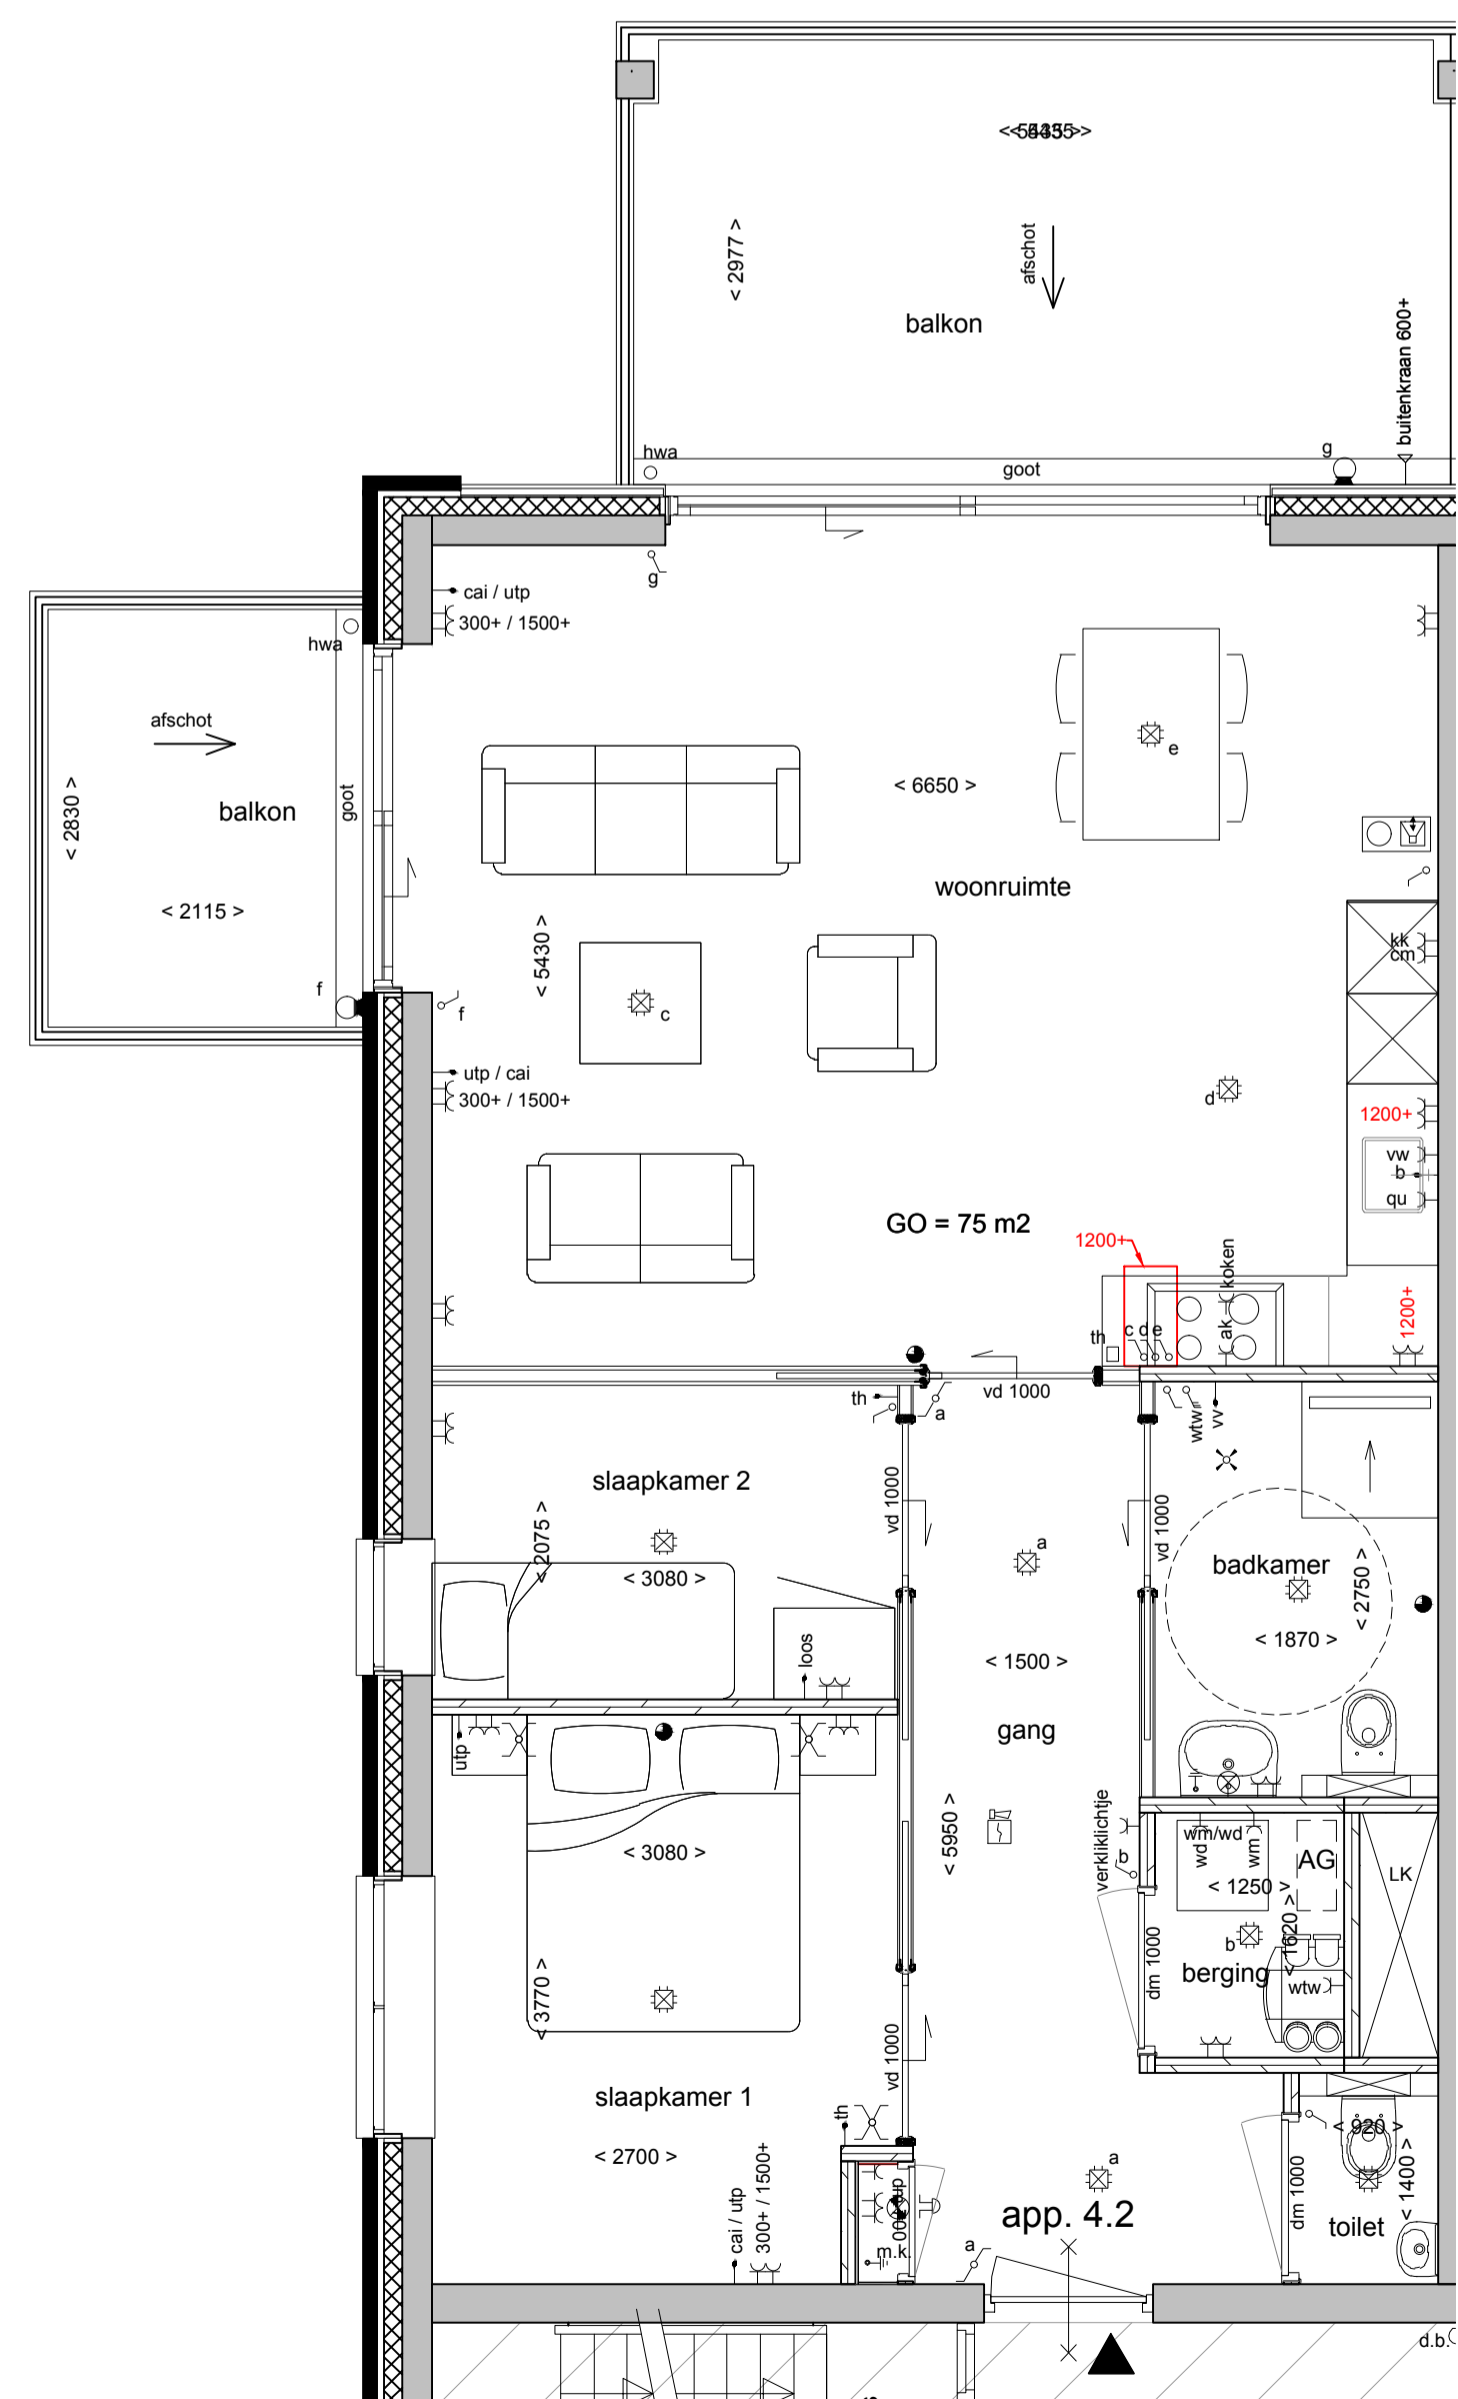 < 2977 >
afschot
balkon
buitenkraan 600+
hwa
goot
g
g
cai / utp
300+ / 1500+
hwa
afschot
balkon
goot
< 2830 >
< 2115 >
f
f
e
< 6650 >
woonruimte
< 5430 >
c
kk
cm
utp / cai
300+ / 1500+
d
1200+
vw
b
qu
GO = 75 m2
1200+
koken
ak
1200+
th
c d e
vd 1000
th
a
wtw
vv
slaapkamer 2
vd 1000
vd 1000
< 2075 >
< 3080 >
a
badkamer
< 2750 >
< 1870 >
loos
< 1500 >
gang
utp
< 3080 >
< 5950 >
verkliklichtje
b
wm/wd
wd
wm
AG
LK
< 1250 >
< 1620 >
b
berging
wtw
dm 1000
< 3770 >
vd 1000
slaapkamer 1
< 2700 >
th
cai / utp
300+ / 1500+
m.k.
a
app. 4.2
a
dm 1000
< 920 >
< 1400 >
toilet
d.b.